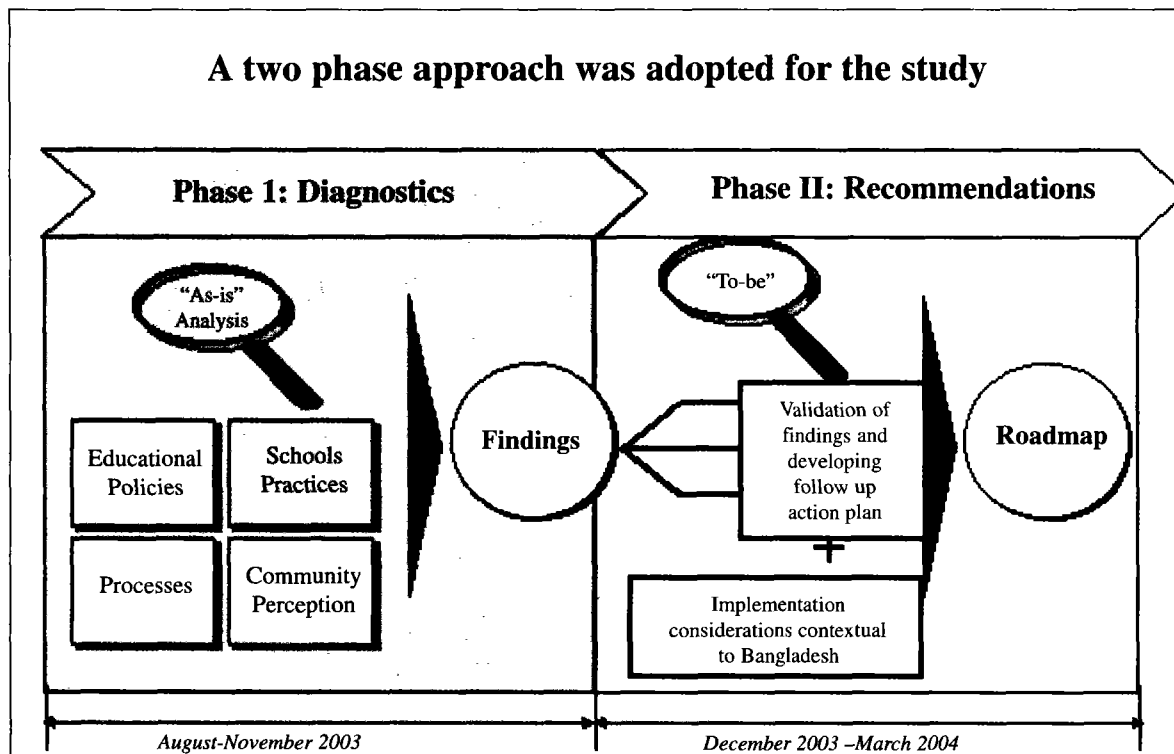 A two phase approach was adopted for the study
Phase 1: Diagnostics
Phase II: Recommendations
“As-is”
Analysis
Educational
Policies
Schools
Practices
Processes
Community
Perception
Findings
“To-be”
Validation of
findings and
developing
follow up
action plan
+
Implementation
considerations contextual
to Bangladesh
Roadmap
August-November 2003
December 2003 –March 2004